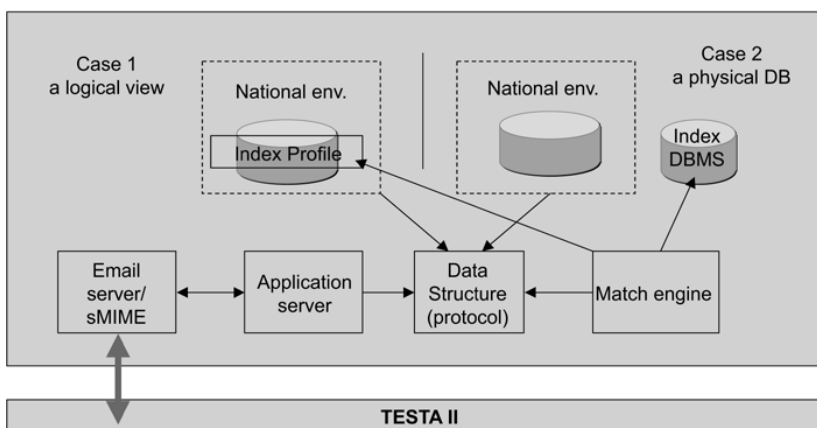 Case 1
a logical view
National env.
Index Profile
National env.
Case 2
a physical DB
Index
DBMS
Email
server/
sMIME
Application
server
Data
Structure
(protocol)
Match engine
TESTA II